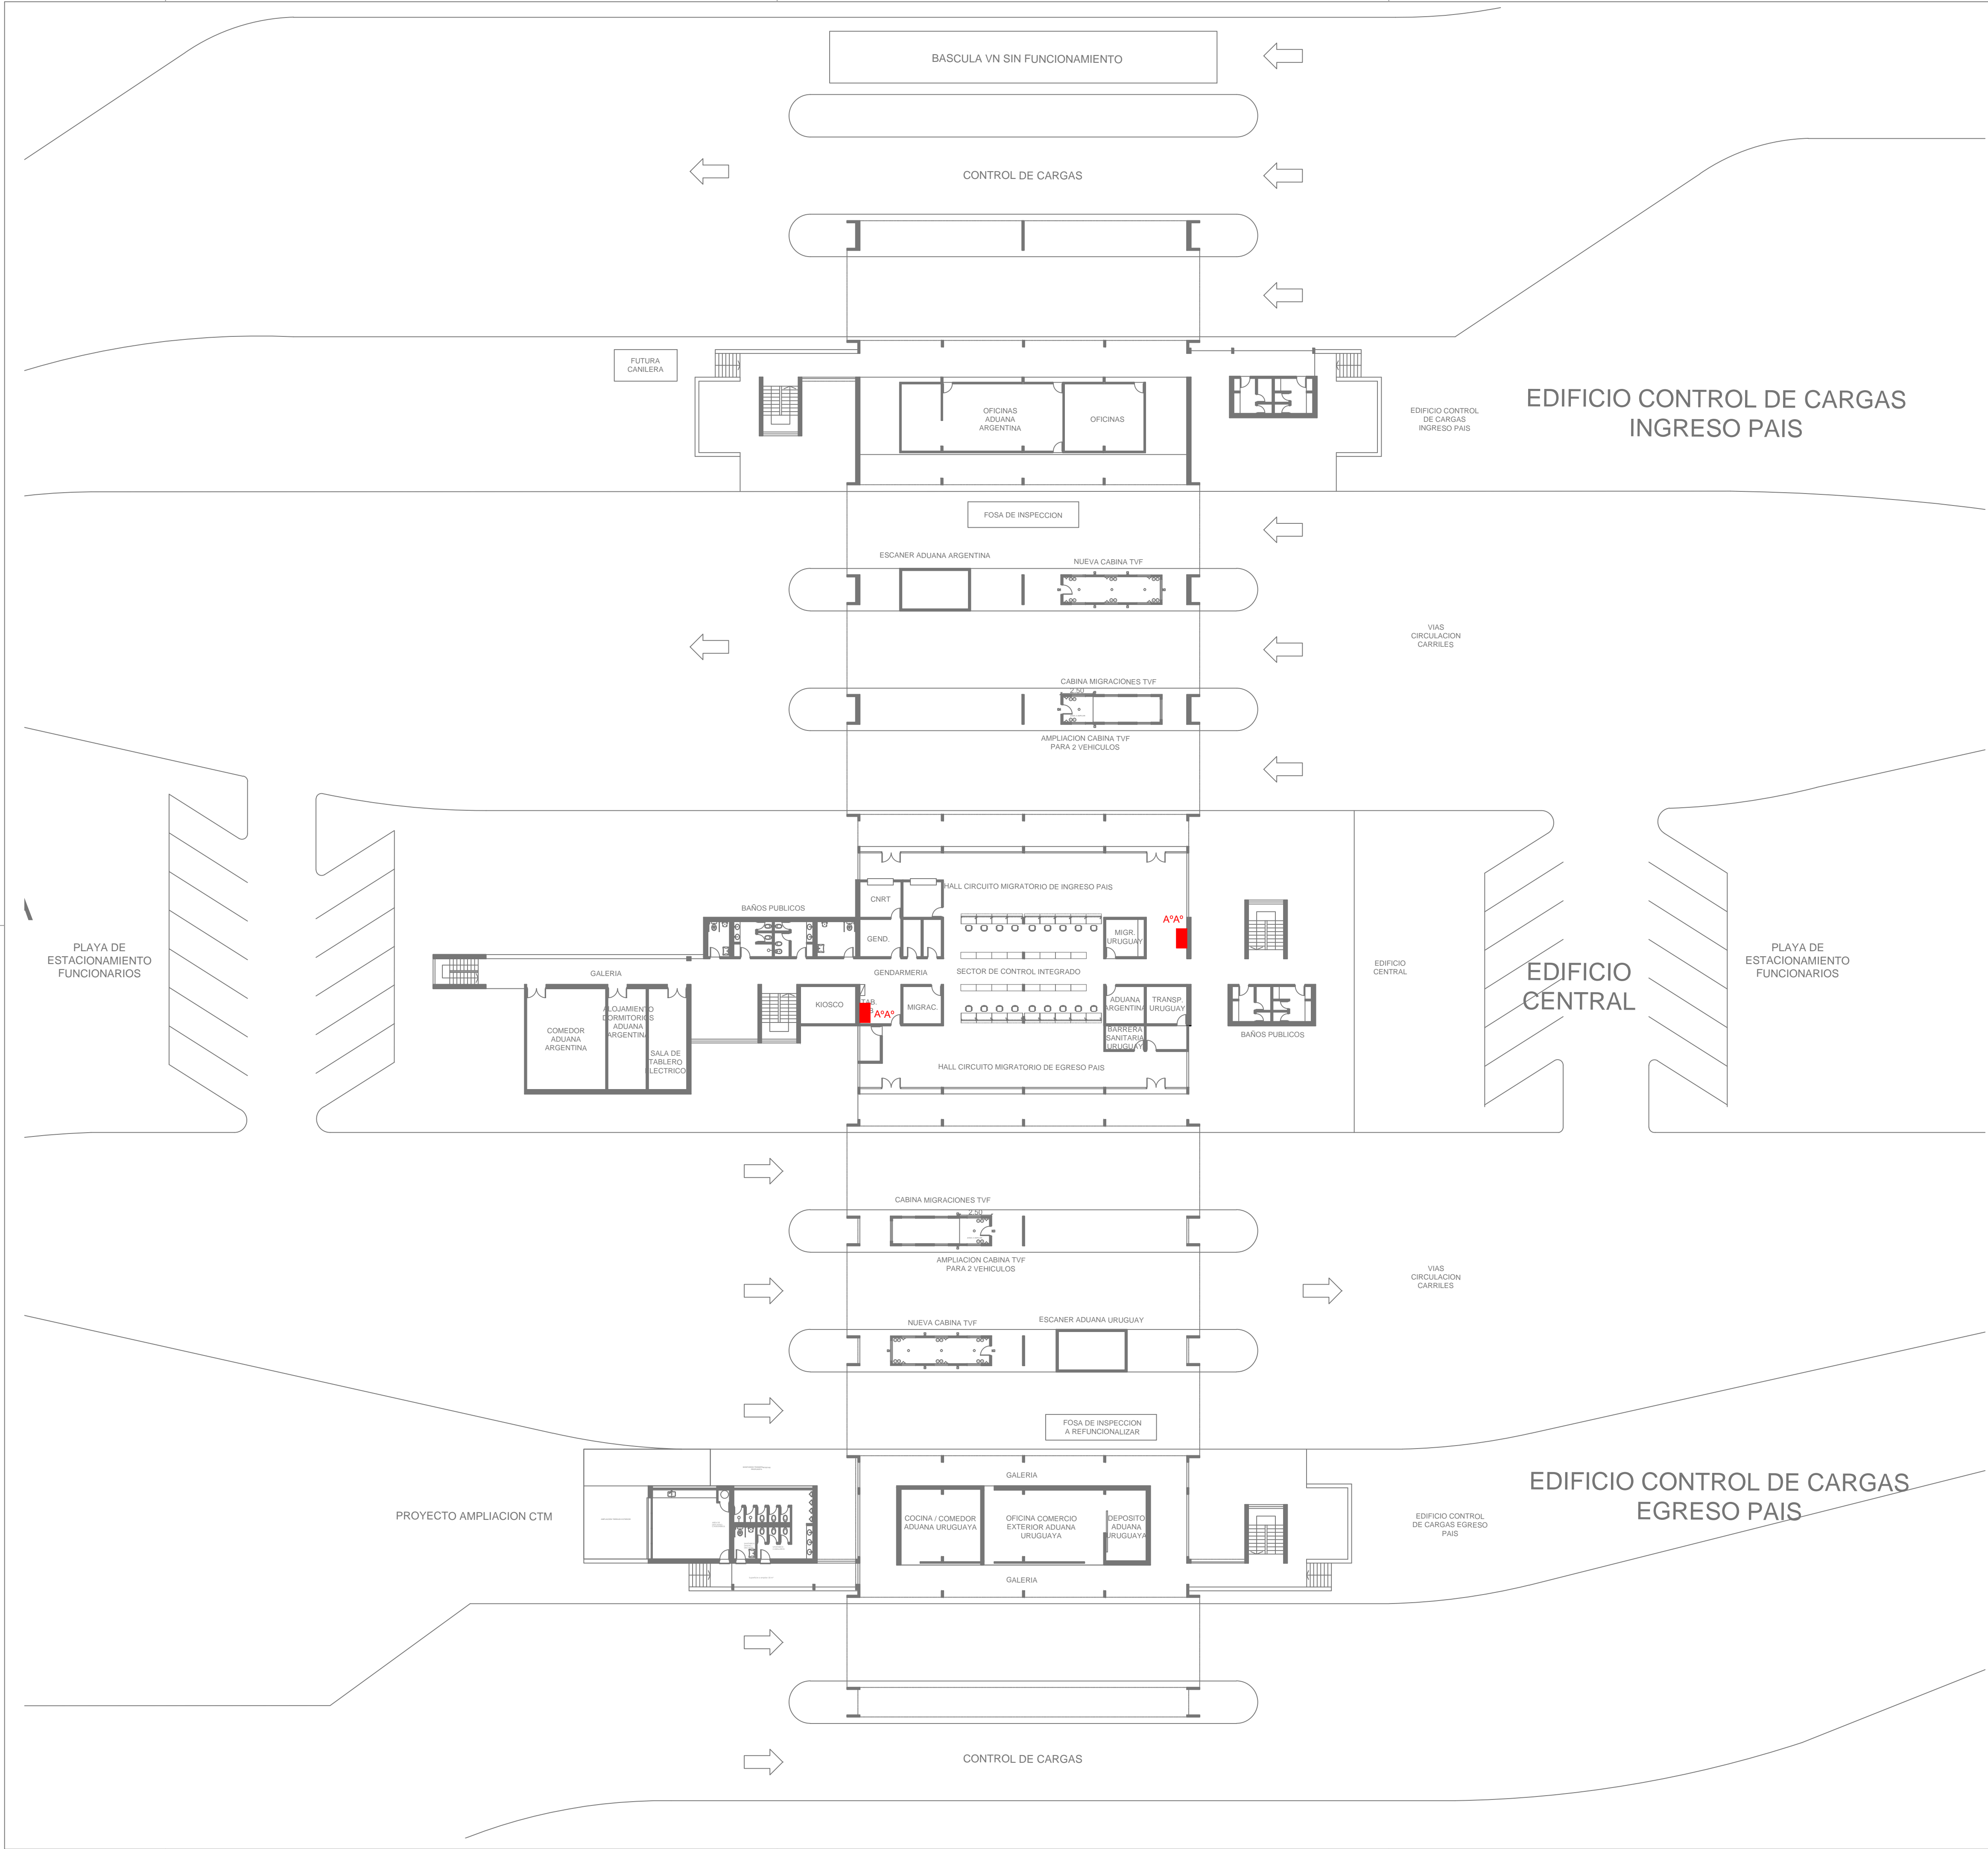 BASCULA VN SIN FUNCIONAMIENTO
CONTROL DE CARGAS
FUTURA
CANILERA
OFICINAS
ADUANA
ARGENTINA
OFICINAS
EDIFICIO CONTROL
DE CARGAS
INGRESO PAIS
EDIFICIO CONTROL DE CARGAS
INGRESO PAIS
FOSA DE INSPECCION
ESCANER ADUANA ARGENTINA
NUEVA CABINA TVF
VIAS
CIRCULACION
CARRILES
CABINA MIGRACIONES TVF
2.50
AMPLIACION CABINA TVF
PARA 2 VEHICULOS
HALL CIRCUITO MIGRATORIO DE INGRESO PAIS
CNRT
BAÑOS PUBLICOS
GEND.
MIGR.
URUGUAY
AºAº
PLAYA DE
ESTACIONAMIENTO
FUNCIONARIOS
GALERIA
GENDARMERIA
SECTOR DE CONTROL INTEGRADO
EDIFICIO
CENTRAL
EDIFICIO
CENTRAL
PLAYA DE
ESTACIONAMIENTO
FUNCIONARIOS
KIOSCO
TAB.
AºAº
MIGRAC.
ADUANA
ARGENTINA
TRANSP.
URUGUAY
COMEDOR
ADUANA
ARGENTINA
ALOJAMIENTO
DORMITORIOS
ADUANA
ARGENTINA
SALA DE
TABLERO
ELECTRICO
BARRERA
SANITARIA
URUGUAY
BAÑOS PUBLICOS
HALL CIRCUITO MIGRATORIO DE EGRESO PAIS
CABINA MIGRACIONES TVF
2.50
AMPLIACION CABINA TVF
PARA 2 VEHICULOS
VIAS
CIRCULACION
CARRILES
NUEVA CABINA TVF
ESCANER ADUANA URUGUAY
FOSA DE INSPECCION
A REFUNCIONALIZAR
GALERIA
EDIFICIO CONTROL DE CARGAS
EGRESO PAIS
PROYECTO AMPLIACION CTM
COCINA / COMEDOR
ADUANA URUGUAYA
OFICINA COMERCIO
EXTERIOR ADUANA
URUGUAYA
DEPOSITO
ADUANA
URUGUAYA
EDIFICIO CONTROL
DE CARGAS EGRESO
PAIS
GALERIA
CONTROL DE CARGAS